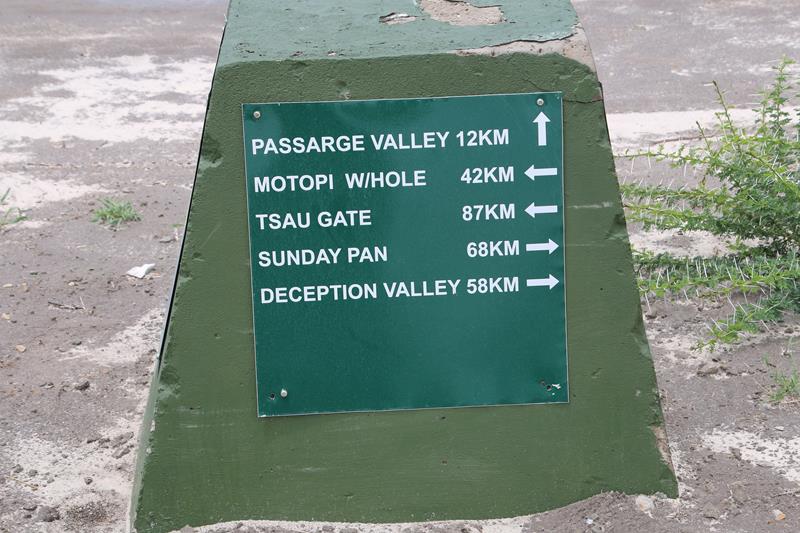 PASSARGE VALLEY 12KM ↑
MOTOPI W/HOLE 42KM ←
TSAU GATE 87KM ←
SUNDAY PAN 68KM →
DECEPTION VALLEY 58KM →